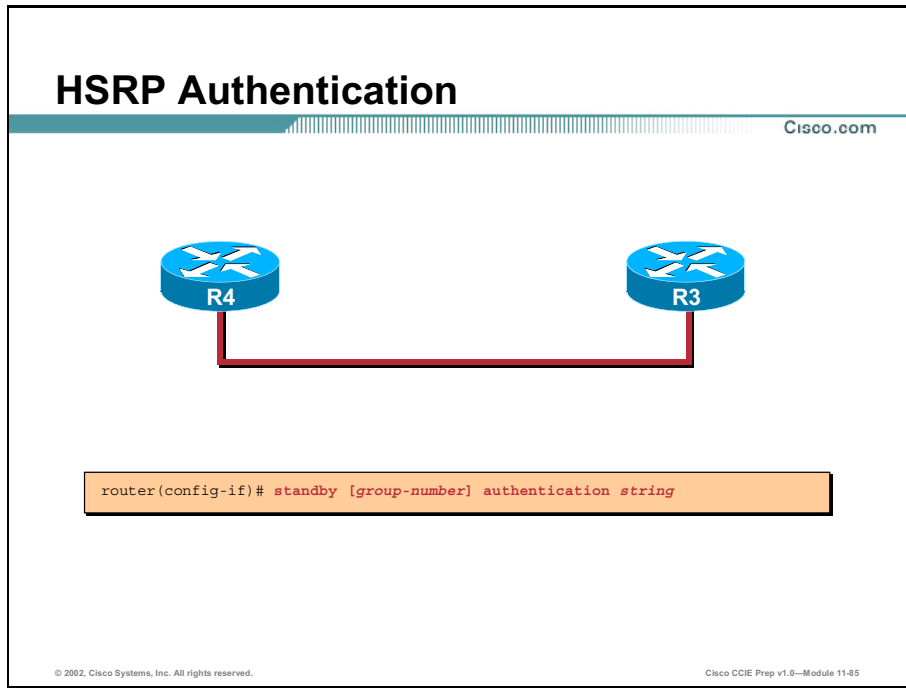 HSRP Authentication
Cisco.com
R4
R3
router(config-if)# standby [group-number] authentication string
© 2002, Cisco Systems, Inc. All rights reserved.
Cisco CCIE Prep v1.0—Module 11-85